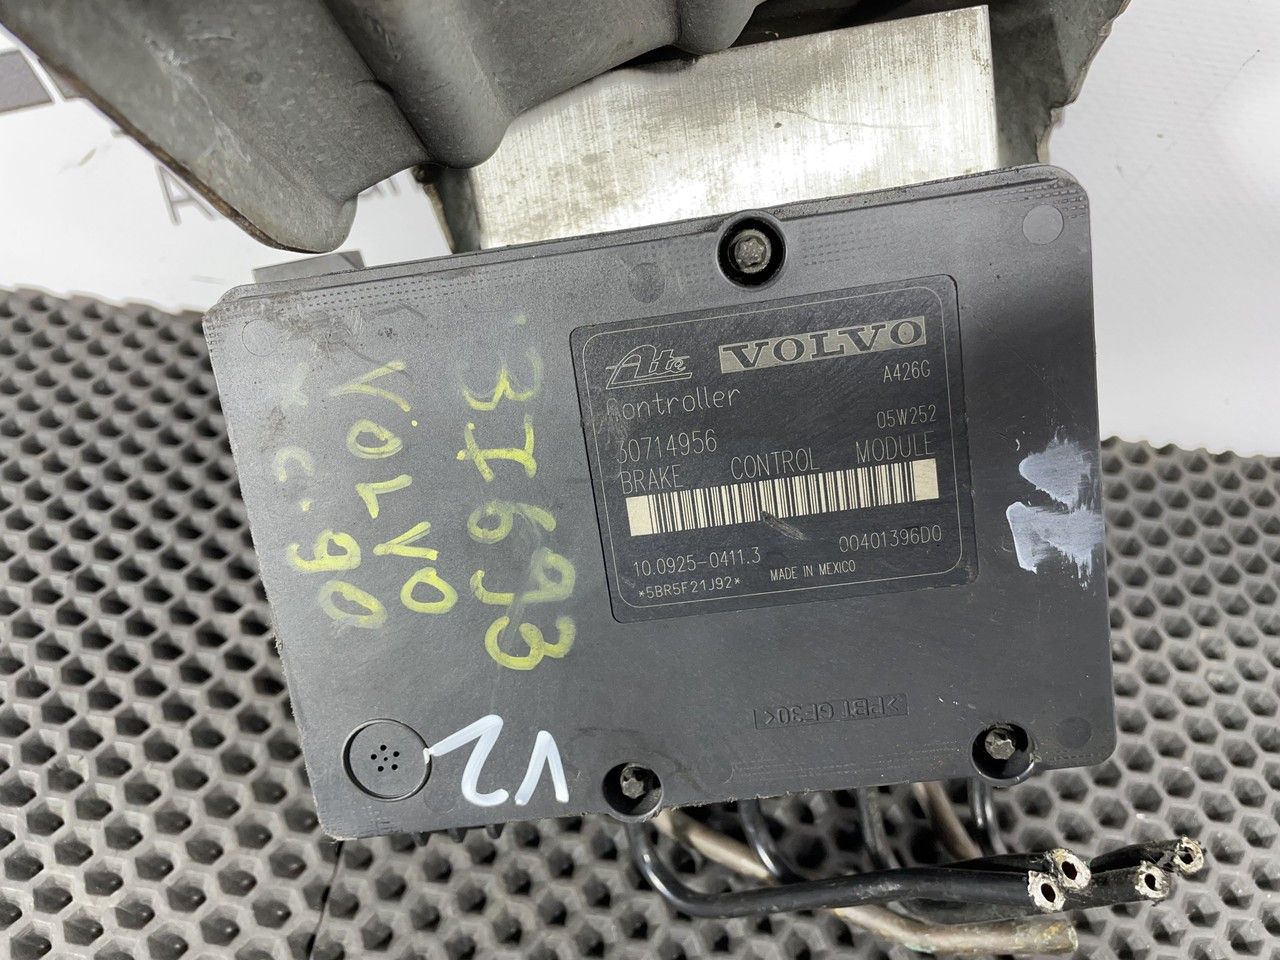 Ate VOLVO
Controller A426G
30714956 05W252
BRAKE CONTROL MODULE
10.0925-0411.3 00401396D0
*5BR5F21J92* MADE IN MEXICO
>PBT GF30<
VOLVO
V2